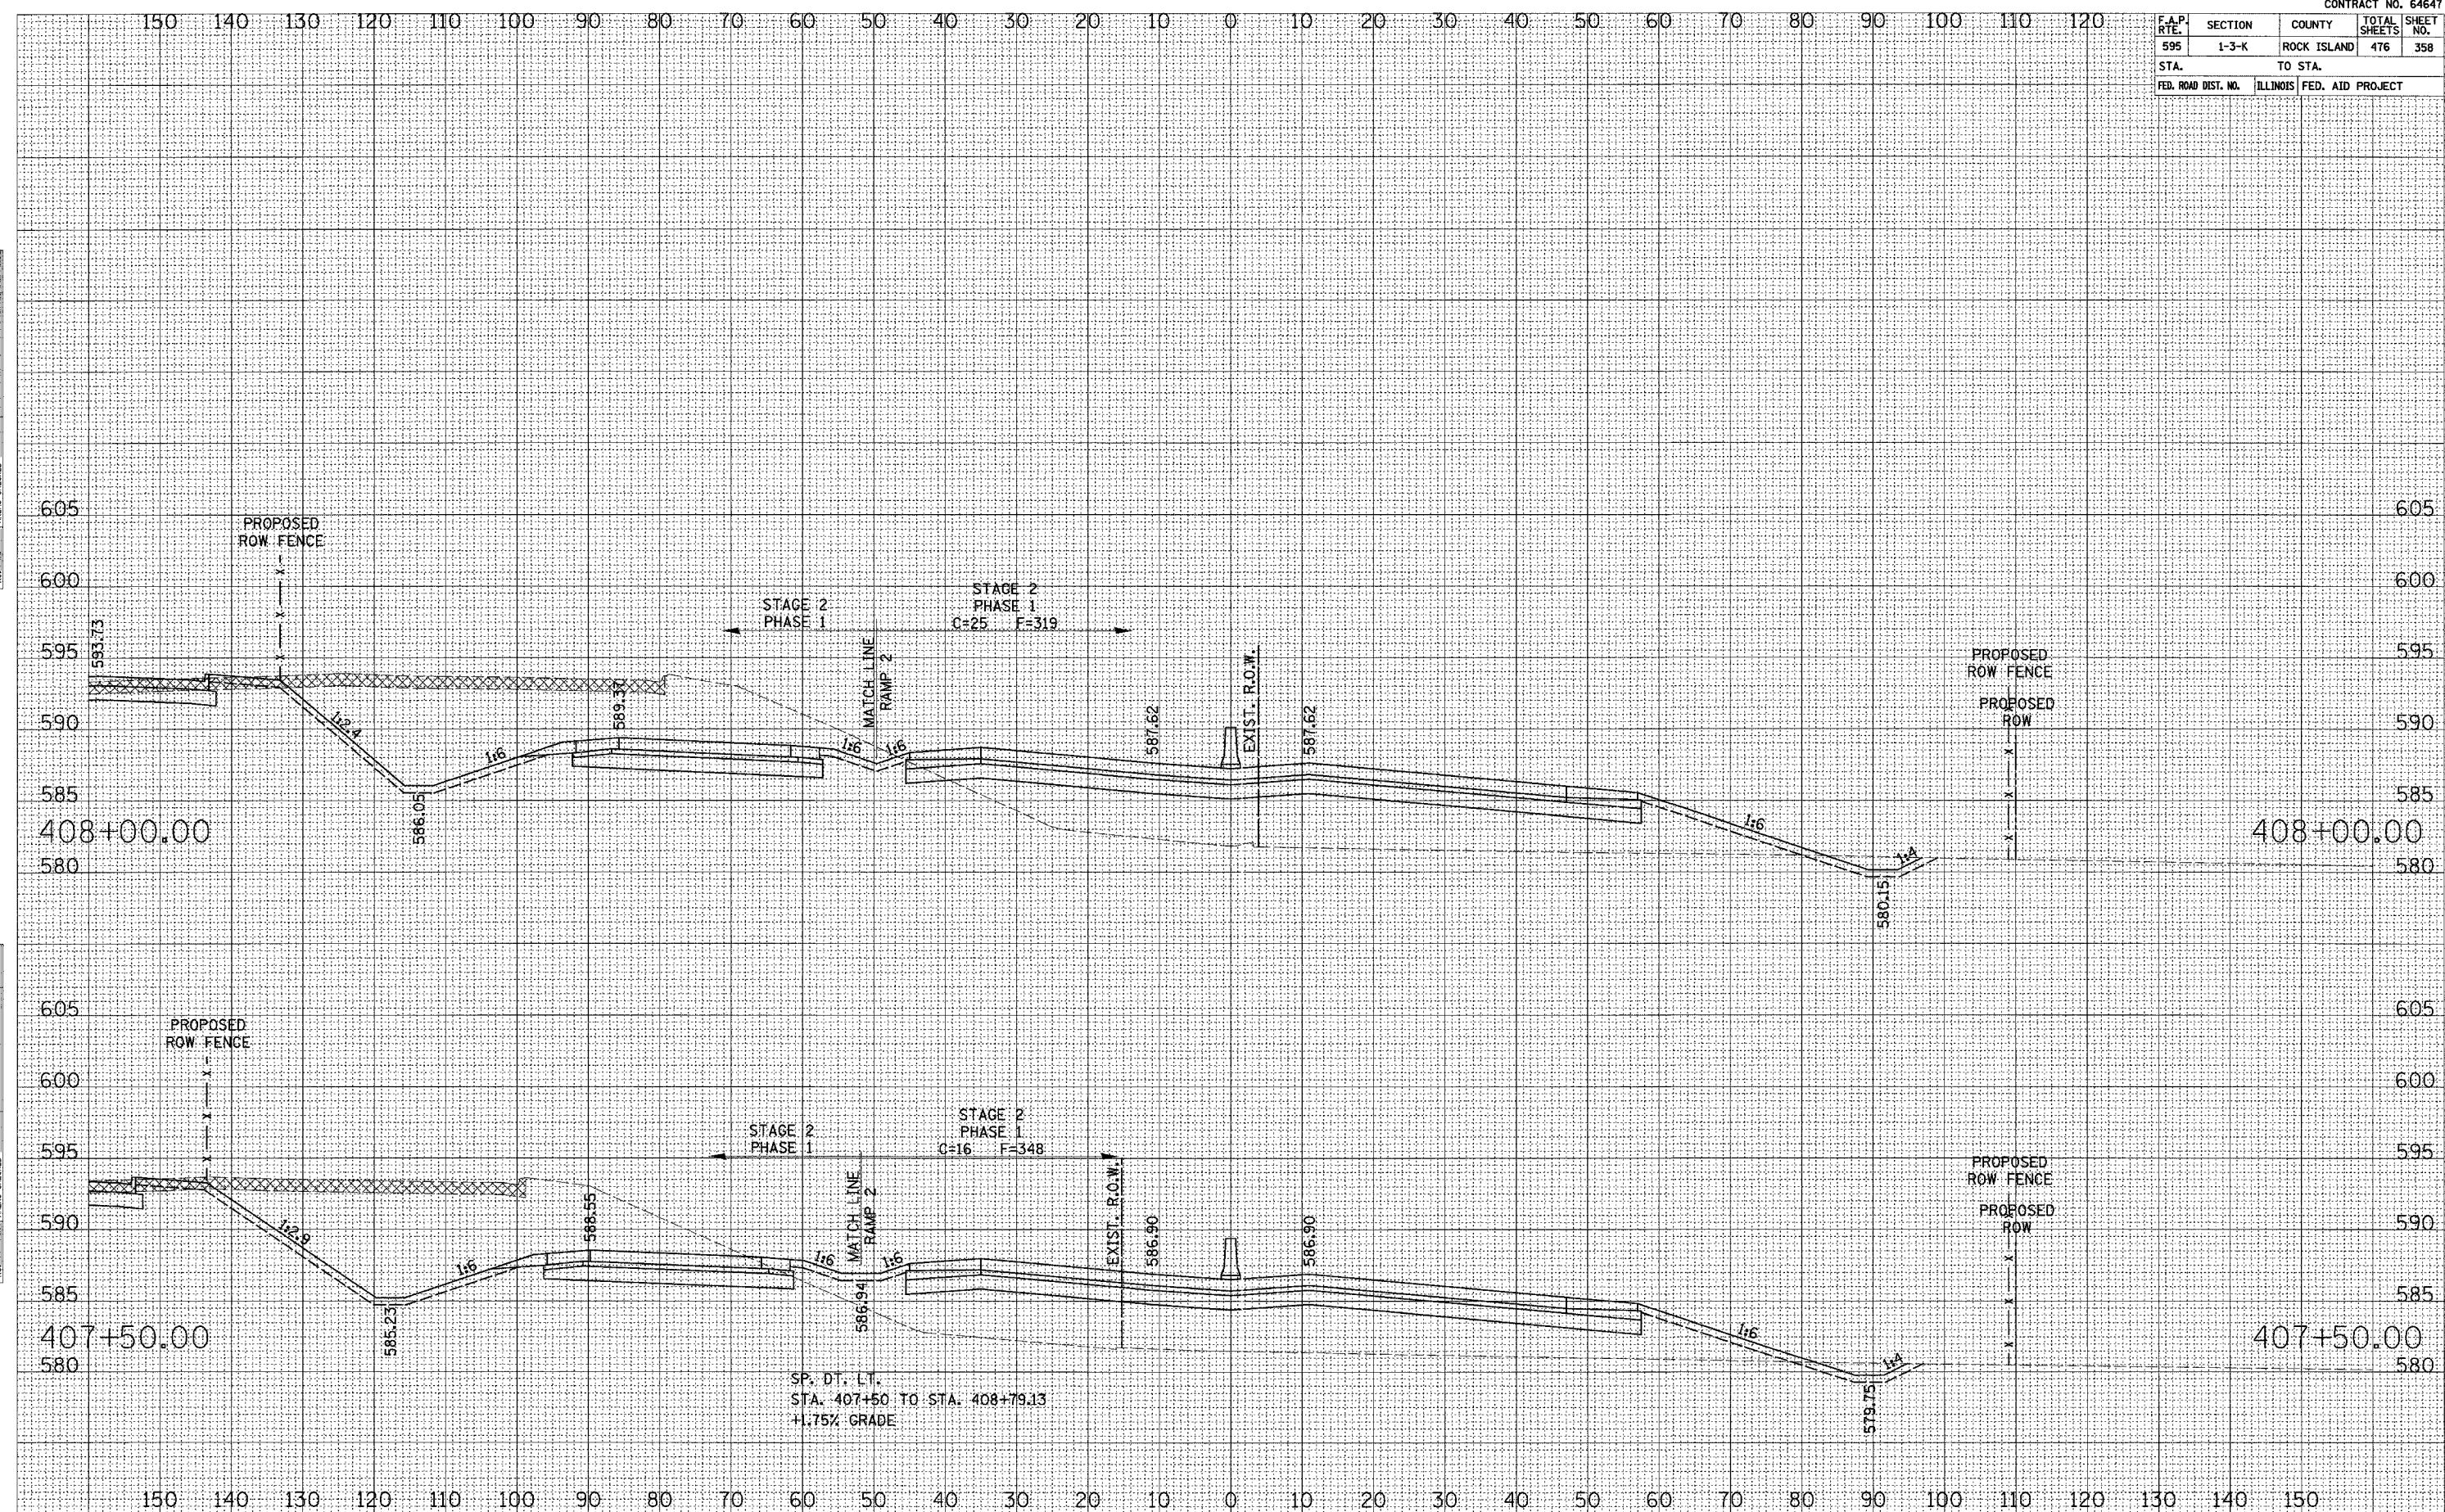 CONTRACT NO. 64647
150 140 130 120 110 100 90 80 70 60 50 40 30 20 10 0 10 20 30 40 50 60 70 80 90 100 110 120
F.A.P. RTE. SECTION COUNTY TOTAL SHEETS SHEET NO.
595 1-3-K ROCK ISLAND 476 358
STA. TO STA.
FED. ROAD DIST. NO. ILLINOIS FED. AID PROJECT
605 605
PROPOSED
ROW FENCE
600 600
STAGE 2
PHASE 1
STAGE 2
PHASE 1
C=25 F=319
593.73
595 595
MATCH LINE
RAMP 2
EXIST. R.O.W.
PROPOSED
ROW FENCE
PROPOSED
ROW
589.37
587.62
587.62
590 590
1:2.4
1:6
1:6
1:6
1:6
1:4
585 585
586.05
408+00.00 408+00.00
580 580
580.15
605 605
PROPOSED
ROW FENCE
600 600
STAGE 2
PHASE 1
STAGE 2
PHASE 1
C=16 F=348
595 595
MATCH LINE
RAMP 2
EXIST. R.O.W.
PROPOSED
ROW FENCE
PROPOSED
ROW
588.55
586.90
586.90
590 590
1:2.9
1:6
1:6
1:6
1:6
1:4
585 585
585.23
586.94
407+50.00 407+50.00
580 580
579.75
SP. DT. LT.
STA. 407+50 TO STA. 408+79.13
+1.75% GRADE
150 140 130 120 110 100 90 80 70 60 50 40 30 20 10 0 10 20 30 40 50 60 70 80 90 100 110 120 130 140 150